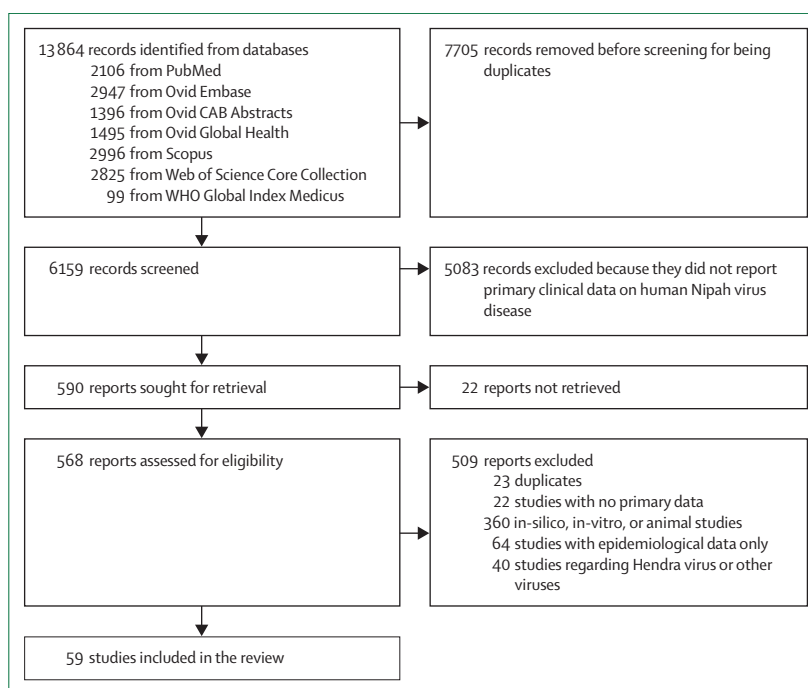 13 864 records identified from databases
2106 from PubMed
2947 from Ovid Embase
1396 from Ovid CAB Abstracts
1495 from Ovid Global Health
2996 from Scopus
2825 from Web of Science Core Collection
99 from WHO Global Index Medicus
7705 records removed before screening for being
duplicates
6159 records screened
5083 records excluded because they did not report
primary clinical data on human Nipah virus
disease
590 reports sought for retrieval
22 reports not retrieved
568 reports assessed for eligibility
509 reports excluded
23 duplicates
22 studies with no primary data
360 in-silico, in-vitro, or animal studies
64 studies with epidemiological data only
40 studies regarding Hendra virus or other
viruses
59 studies included in the review